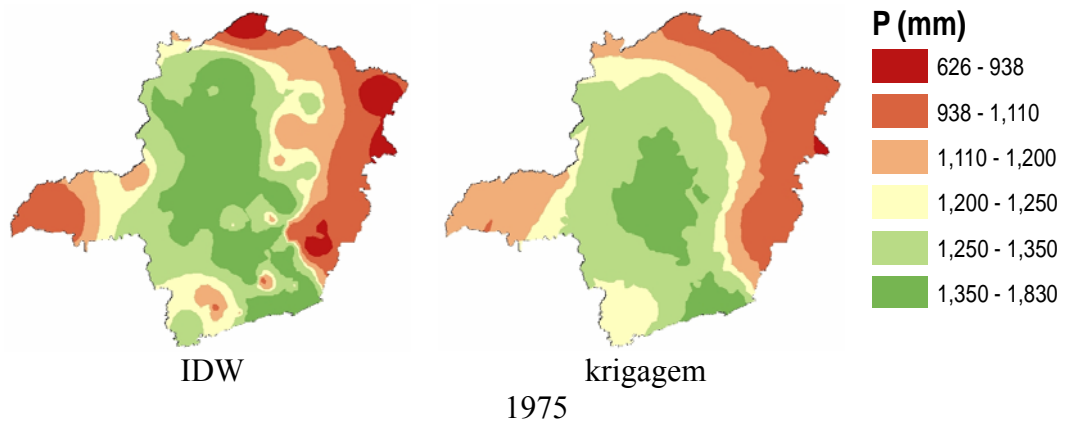 P (mm)
626 - 938
938 - 1,110
1,110 - 1,200
1,200 - 1,250
1,250 - 1,350
1,350 - 1,830
IDW
krigagem
1975